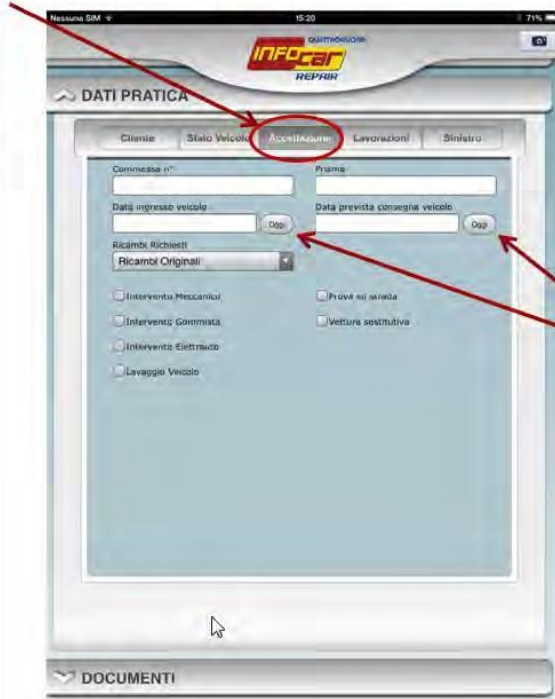 Nessuna SIM 15:20 71%
QUATTRORUOTE
INFOCAR
REPAIR
DATI PRATICA
Cliente Stato Veicolo Accettazione Lavorazioni Sinistro
Commessa n° Prisma
Data ingresso veicolo Data prevista consegna veicolo
Oggi Oggi
Ricambi Richiesti
Ricambi Originali
Intervento Meccanico Prova su strada
Intervento Gommista Vettura sostitutiva
Intervento Elettrauto
Lavaggio Veicolo
DOCUMENTI